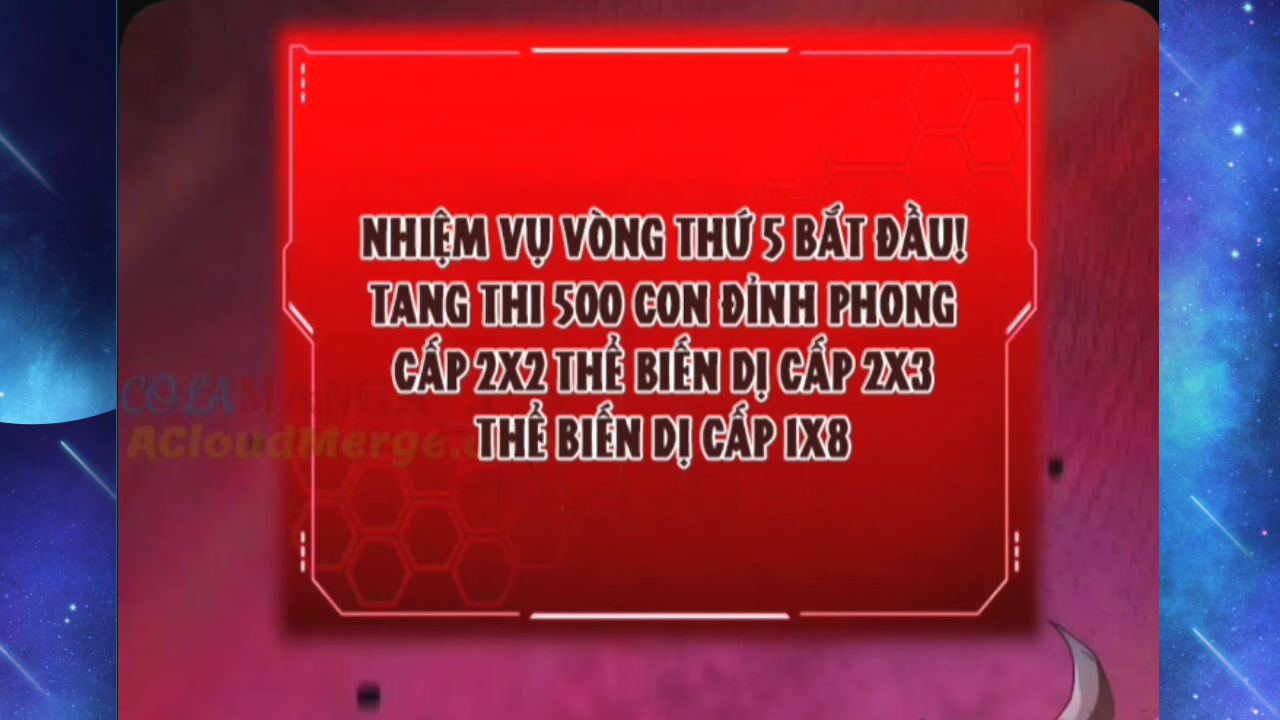 NHIỆM VỤ VÒNG THỨ 5 BẮT ĐẦU!
TANG THI 500 CON ĐỈNH PHONG
CẤP 2X2 THỂ BIẾN DỊ CẤP 2X3
THỂ BIẾN DỊ CẤP 1X8
COLAMANGA
ACloudMerge.c